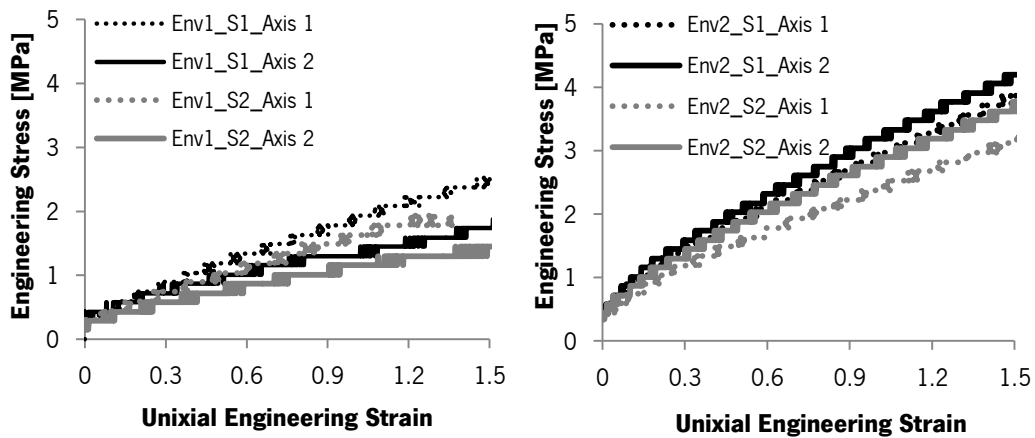 5
4
3
2
1
0
Engineering Stress [MPa]
Env1_S1_Axis 1
Env1_S1_Axis 2
Env1_S2_Axis 1
Env1_S2_Axis 2
0 0.3 0.6 0.9 1.2 1.5
Unixial Engineering Strain
5
4
3
2
1
0
Engineering Stress [MPa]
Env2_S1_Axis 1
Env2_S1_Axis 2
Env2_S2_Axis 1
Env2_S2_Axis 2
0 0.3 0.6 0.9 1.2 1.5
Unixial Engineering Strain